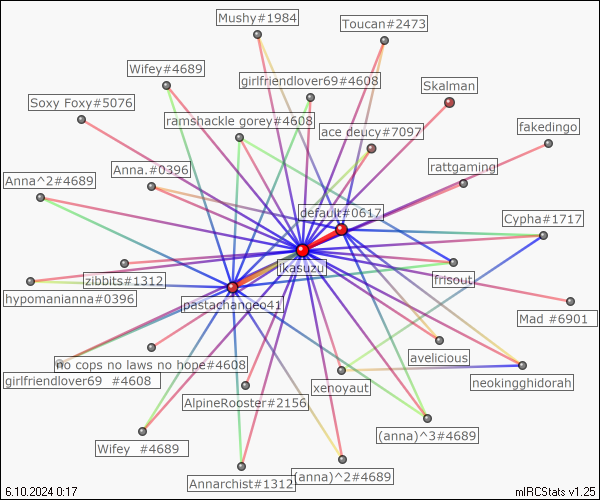 Mushy#1984
Toucan#2473
Wifey#4689
girlfriendlover69#4608
Skalman
Soxy Foxy#5076
ramshackle gorey#4608
ace deucy#7097
fakedingo
Anna.#0396
rattgaming
Anna^2#4689
default#0617
Cypha#1717
ikasuzu
zibbits#1312
frisout
hypomanianna#0396
pastachangeo41
Mad #6901
no cops no laws no hope#4608
avelicious
girlfriendlover69 #4608
xenoyaut
neokingghidorah
AlpineRooster#2156
Wifey #4689
(anna)^3#4689
Annarchist#1312
(anna)^2#4689
6.10.2024 0:17
mIRCStats v1.25